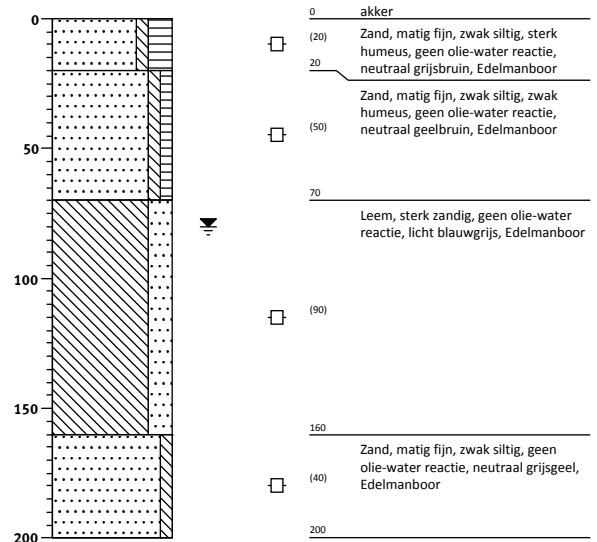 0
50
100
150
200
0 akker
(20) Zand, matig fijn, zwak siltig, sterk
humeus, geen olie-water reactie,
20 neutraal grijsbruin, Edelmanboor
Zand, matig fijn, zwak siltig, zwak
humeus, geen olie-water reactie,
(50) neutraal geelbruin, Edelmanboor
70
Leem, sterk zandig, geen olie-water
reactie, licht blauwgrijs, Edelmanboor
(90)
160
Zand, matig fijn, zwak siltig, geen
olie-water reactie, neutraal grijsgeel,
(40) Edelmanboor
200